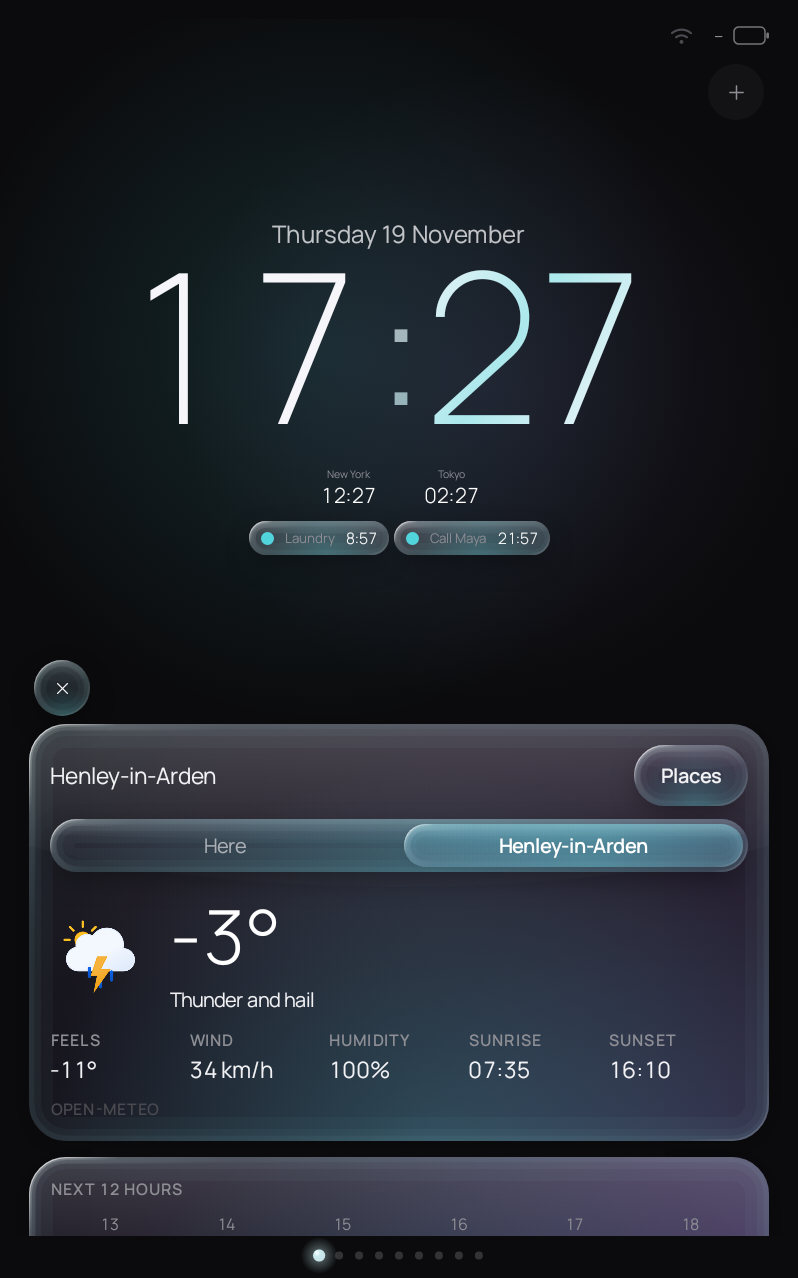 Thursday 19 November
17:27
New York Tokyo
12:27 02:27
Laundry 8:57 Call Maya 21:57
Henley-in-Arden Places
Here Henley-in-Arden
-3°
Thunder and hail
FEELS WIND HUMIDITY SUNRISE SUNSET
-11° 34 km/h 100% 07:35 16:10
OPEN-METEO
NEXT 12 HOURS
13 14 15 16 17 18